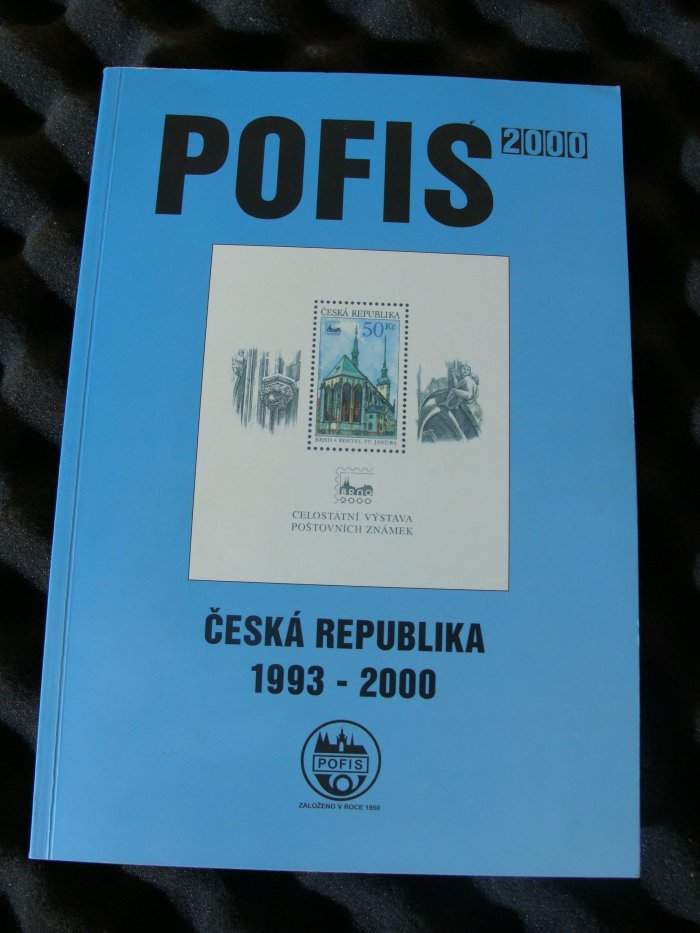 POFIS 2000
ČESKÁ REPUBLIKA
50 Kč
BRNO • KOSTEL SV. JAKUBA
BRNO
2000
CELOSTÁTNÍ VÝSTAVA
POŠTOVNÍCH ZNÁMEK
ČESKÁ REPUBLIKA
1993 - 2000
POFIS
ZALOŽENO V ROCE 1950